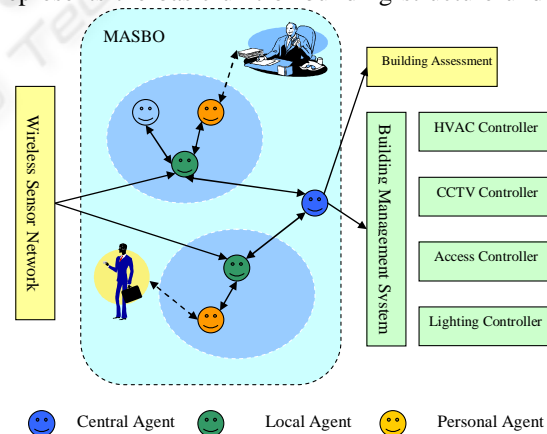 MASBO
Building Assessment
Wireless Sensor Network
Building Management System
HVAC Controller
CCTV Controller
Access Controller
Lighting Controller
Central Agent
Local Agent
Personal Agent